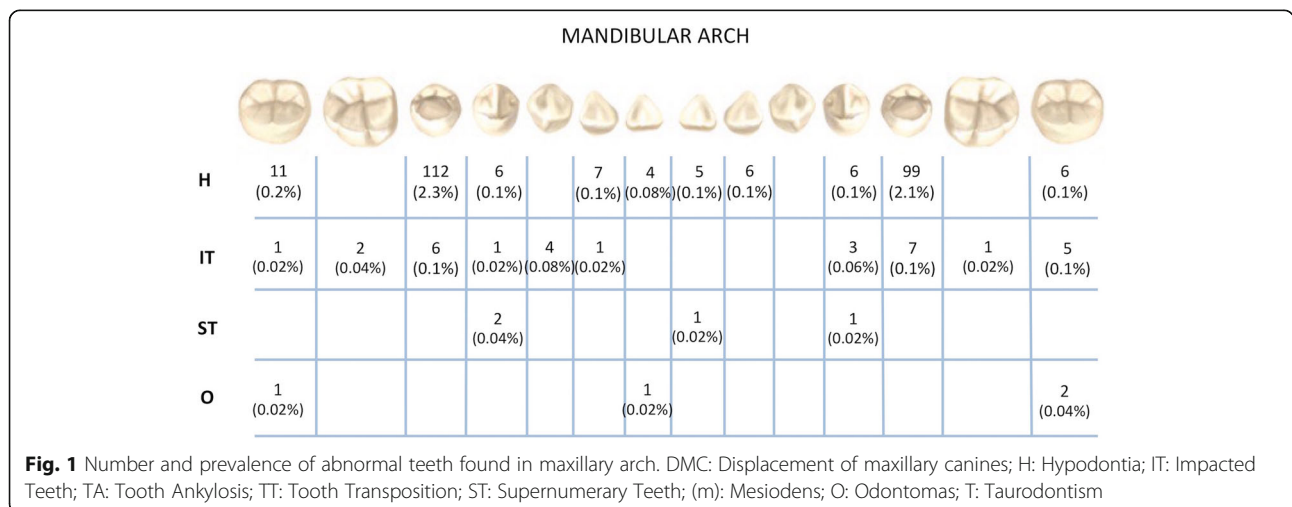 MANDIBULAR ARCH
H 11 112 6 7 4 5 6 6 99 6
(0.2%) (2.3%) (0.1%) (0.1%) (0.08%) (0.1%) (0.1%) (0.1%) (2.1%) (0.1%)
IT 1 2 6 1 4 1 3 7 1 5
(0.02%) (0.04%) (0.1%) (0.02%) (0.08%) (0.02%) (0.06%) (0.1%) (0.02%) (0.1%)
ST 2 1 1
(0.04%) (0.02%) (0.02%)
O 1 1 2
(0.02%) (0.02%) (0.04%)
Fig. 1 Number and prevalence of abnormal teeth found in maxillary arch. DMC: Displacement of maxillary canines; H: Hypodontia; IT: Impacted
Teeth; TA: Tooth Ankylosis; TT: Tooth Transposition; ST: Supernumerary Teeth; (m): Mesiodens; O: Odontomas; T: Taurodontism